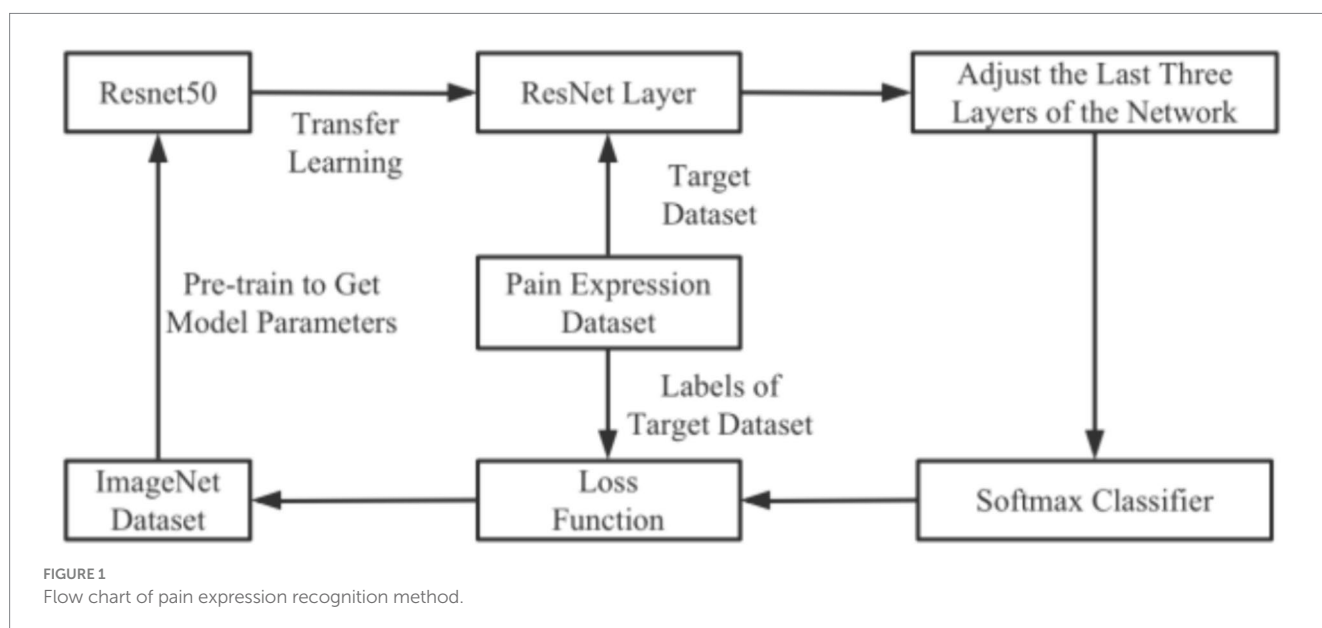 Resnet50
Transfer
Learning
ResNet Layer
Adjust the Last Three
Layers of the Network
Target
Dataset
Pre-train to Get
Model Parameters
Pain Expression
Dataset
Labels of
Target Dataset
ImageNet
Dataset
Loss
Function
Softmax Classifier
FIGURE 1
Flow chart of pain expression recognition method.